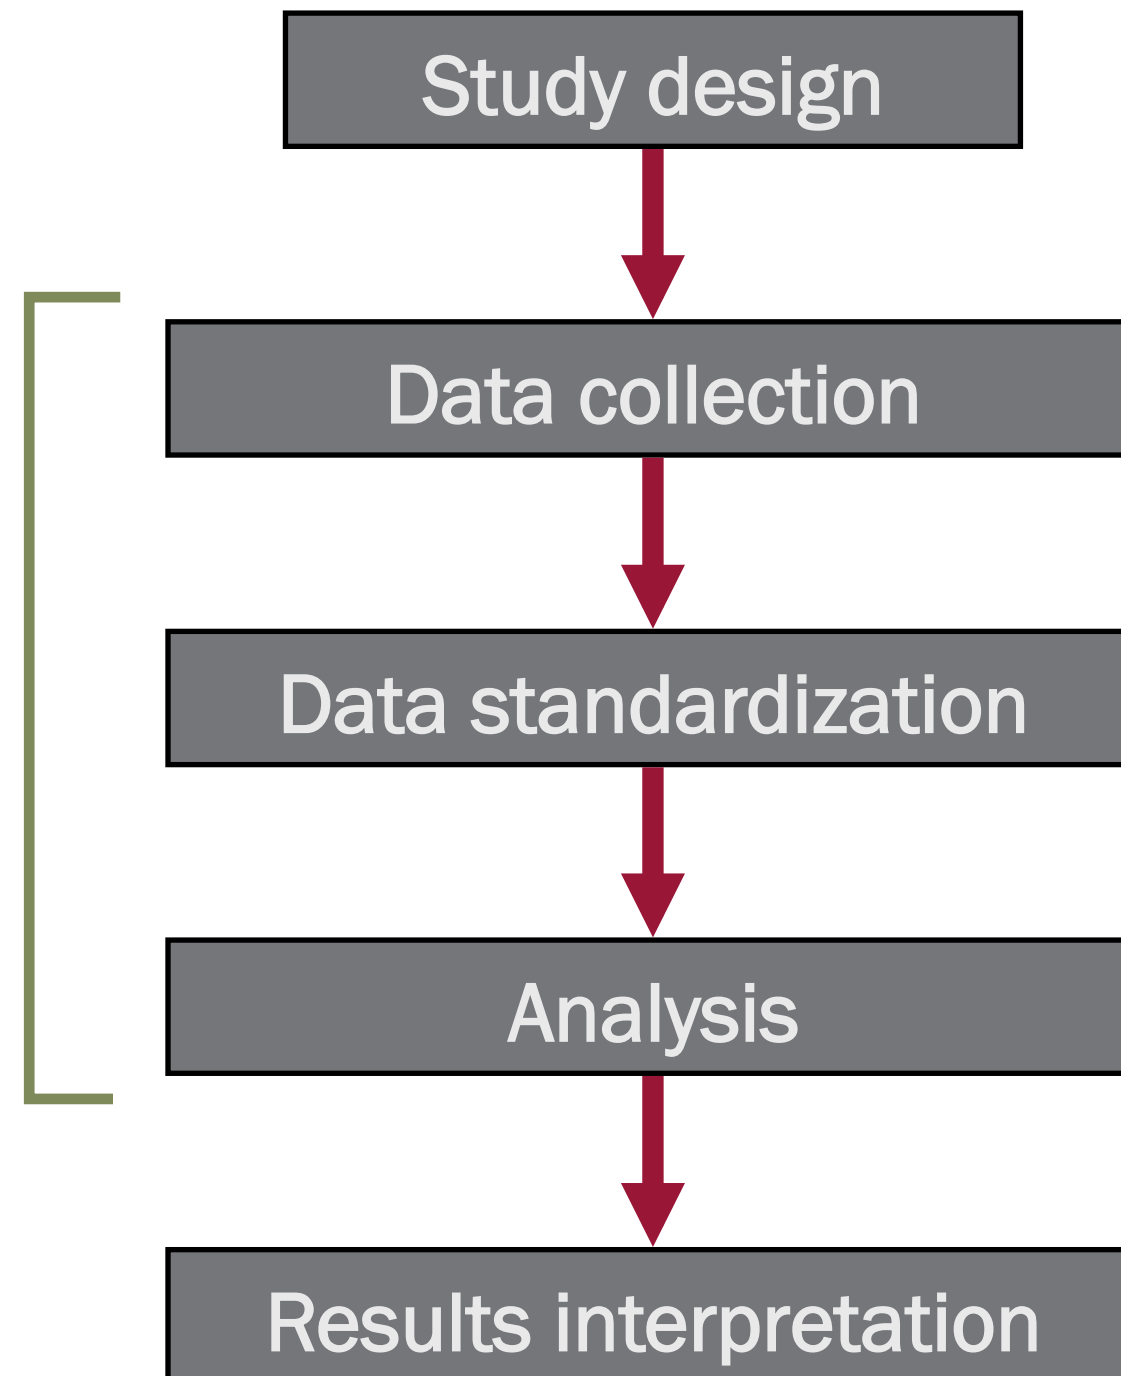 Study design
Data collection
Data standardization
Analysis
Results interpretation